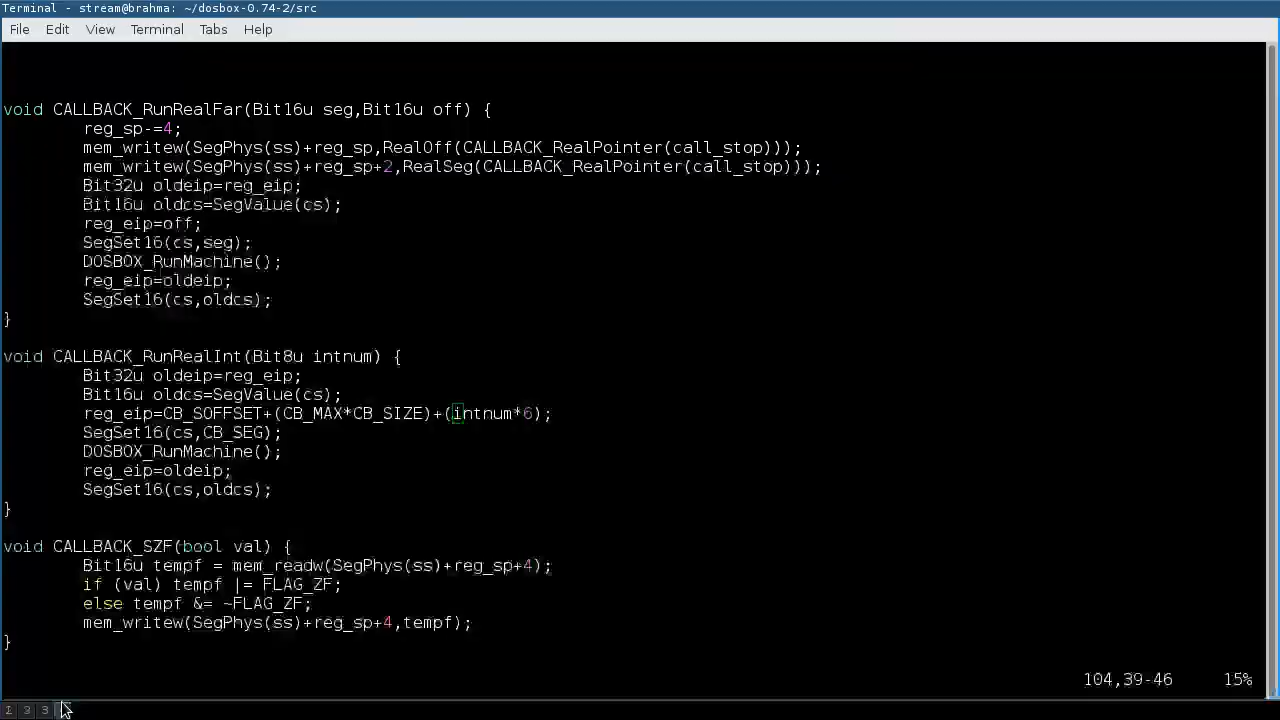 Terminal - stream@brahma: ~/dosbox-0.74-2/src
File Edit View Terminal Tabs Help
void CALLBACK_RunRealFar(Bit16u seg,Bit16u off) {
reg_sp-=4;
mem_writew(SegPhys(ss)+reg_sp,RealOff(CALLBACK_RealPointer(call_stop)));
mem_writew(SegPhys(ss)+reg_sp+2,RealSeg(CALLBACK_RealPointer(call_stop)));
Bit32u oldeip=reg_eip;
Bit16u oldcs=SegValue(cs);
reg_eip=off;
SegSet16(cs,seg);
DOSBOX_RunMachine();
reg_eip=oldeip;
SegSet16(cs,oldcs);
}
void CALLBACK_RunRealInt(Bit8u intnum) {
Bit32u oldeip=reg_eip;
Bit16u oldcs=SegValue(cs);
reg_eip=CB_SOFFSET+(CB_MAX*CB_SIZE)+(intnum*6);
SegSet16(cs,CB_SEG);
DOSBOX_RunMachine();
reg_eip=oldeip;
SegSet16(cs,oldcs);
}
void CALLBACK_SZF(bool val) {
Bit16u tempf = mem_readw(SegPhys(ss)+reg_sp+4);
if (val) tempf |= FLAG_ZF;
else tempf &= ~FLAG_ZF;
mem_writew(SegPhys(ss)+reg_sp+4,tempf);
}
104,39-46 15%
3 3